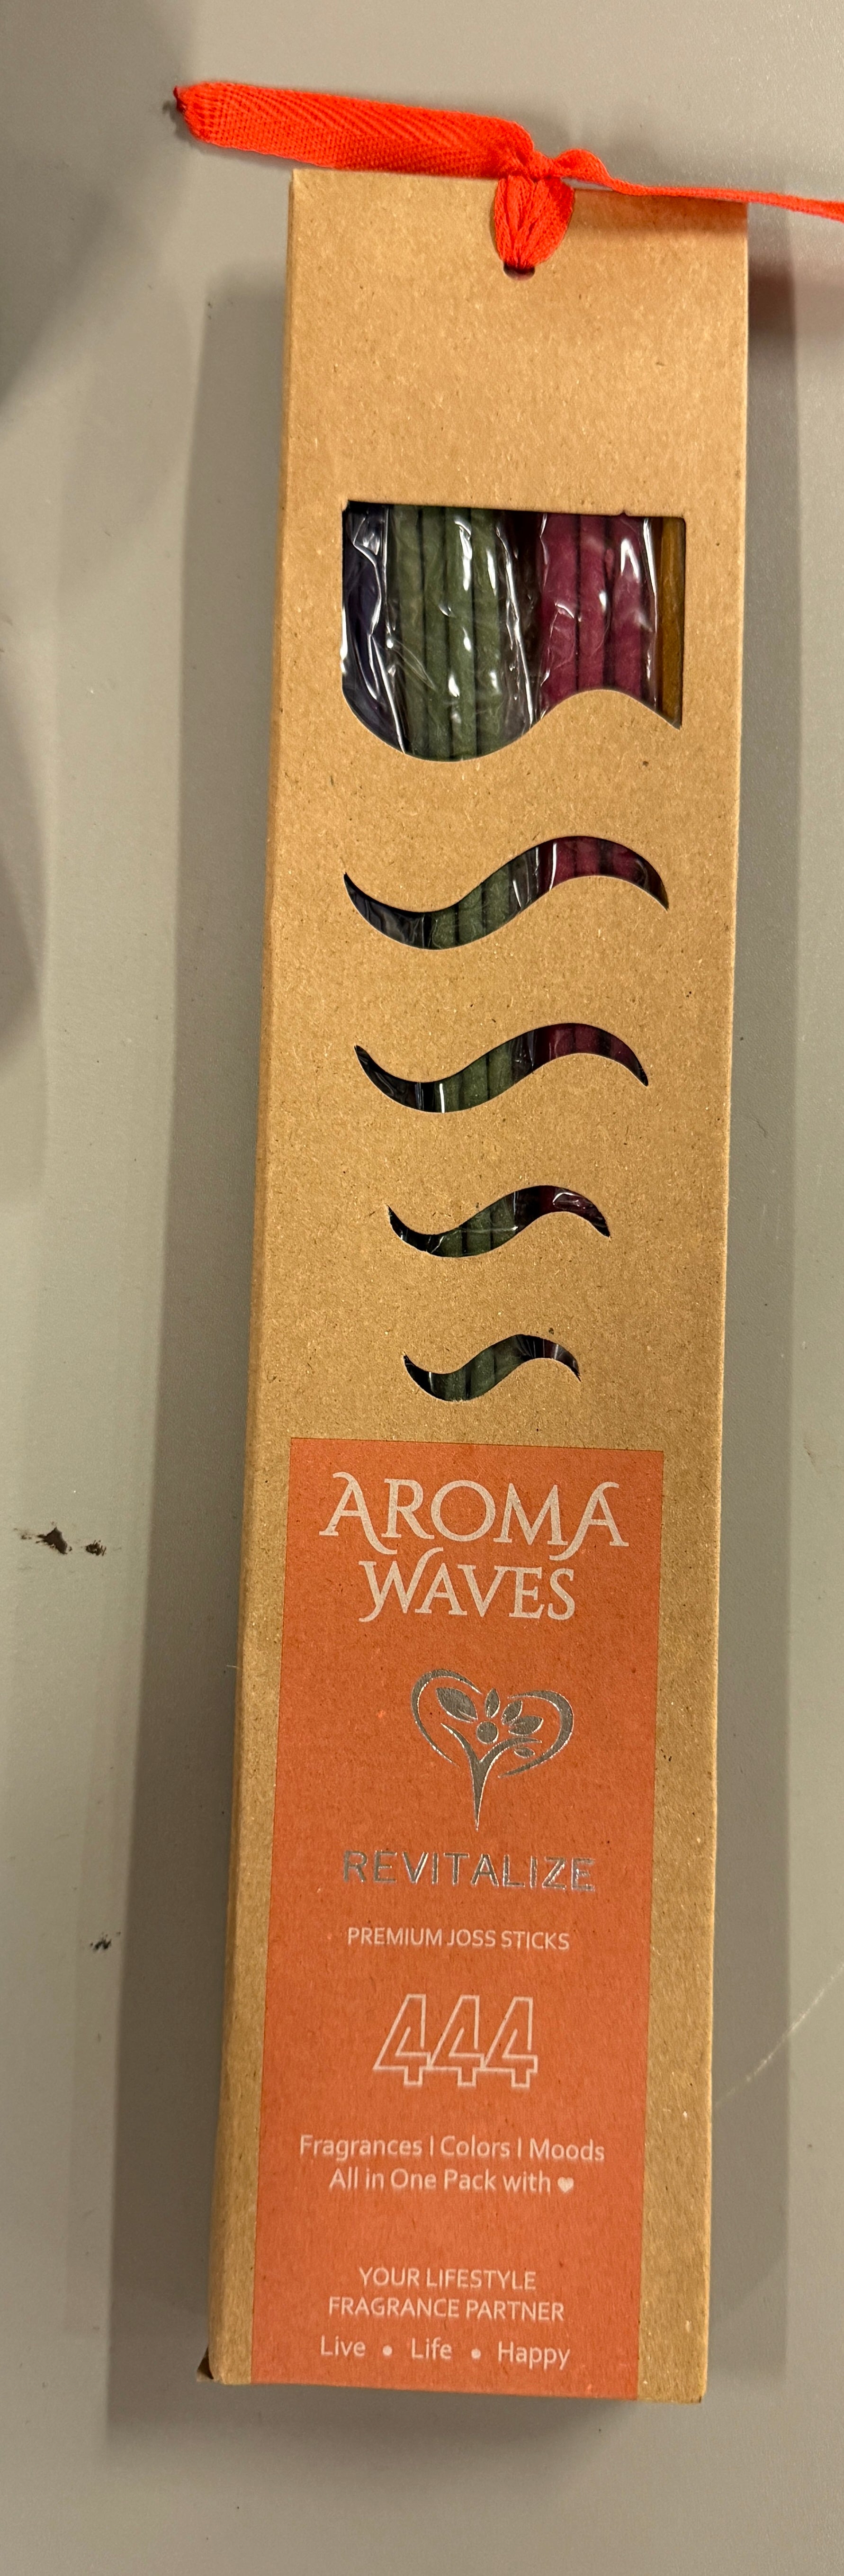 AROMA
WAVES
REVITALIZE
PREMIUM JOSS STICKS
444
Fragrances | Colors | Moods
All in One Pack with ♥
YOUR LIFESTYLE
FRAGRANCE PARTNER
Live • Life • Happy